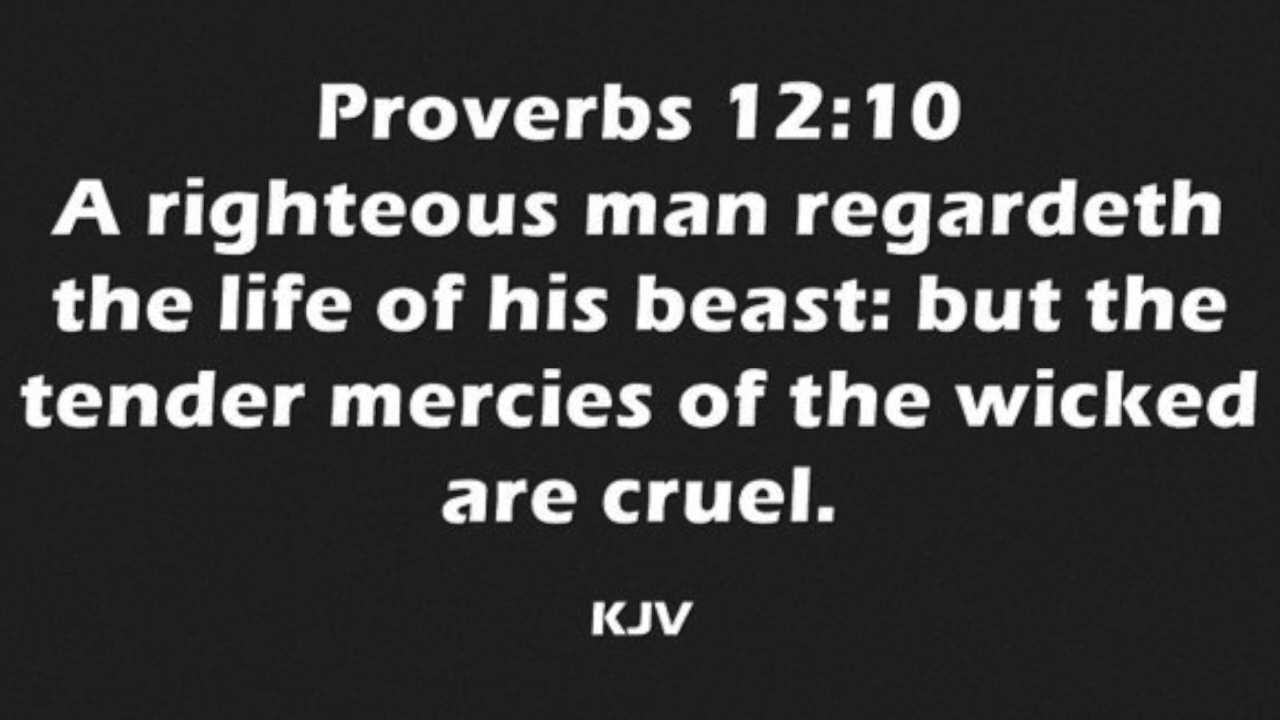 Proverbs 12:10
A righteous man regardeth
the life of his beast: but the
tender mercies of the wicked
are cruel.
KJV